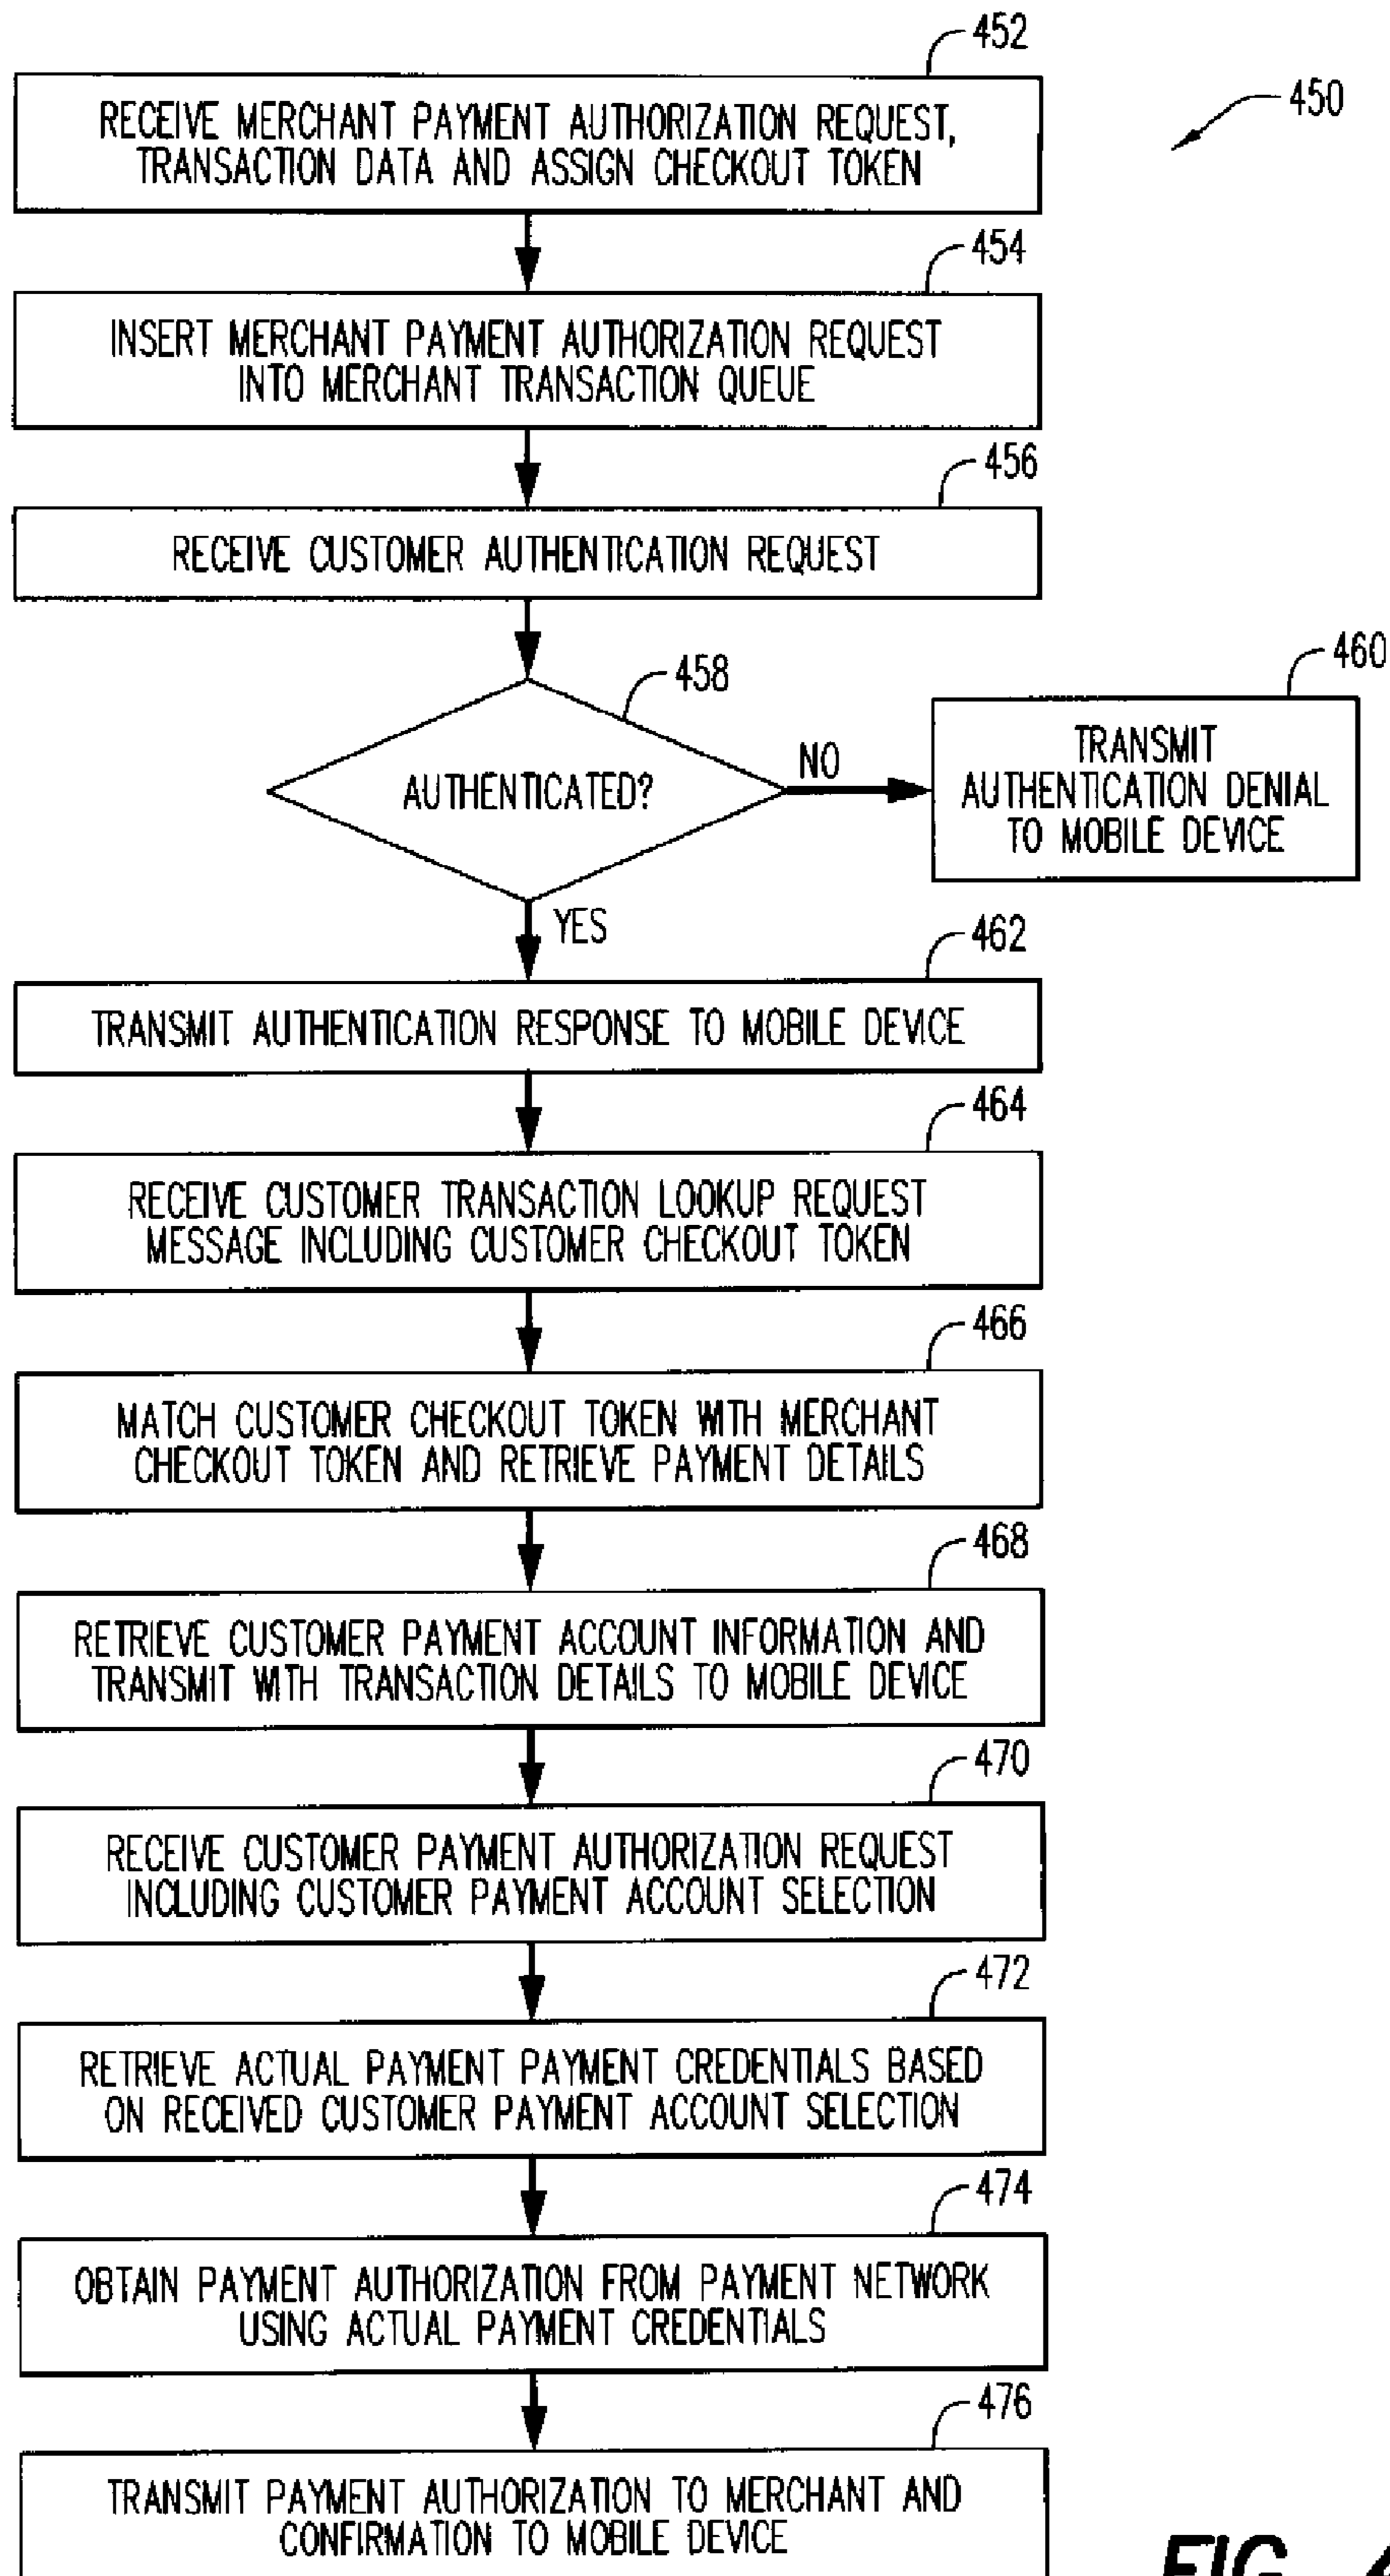 452
450
RECEIVE MERCHANT PAYMENT AUTHORIZATION REQUEST,
TRANSACTION DATA AND ASSIGN CHECKOUT TOKEN
454
INSERT MERCHANT PAYMENT AUTHORIZATION REQUEST
INTO MERCHANT TRANSACTION QUEUE
456
RECEIVE CUSTOMER AUTHENTICATION REQUEST
458
AUTHENTICATED?
NO
460
TRANSMIT
AUTHENTICATION DENIAL
TO MOBILE DEVICE
YES
462
TRANSMIT AUTHENTICATION RESPONSE TO MOBILE DEVICE
464
RECEIVE CUSTOMER TRANSACTION LOOKUP REQUEST
MESSAGE INCLUDING CUSTOMER CHECKOUT TOKEN
466
MATCH CUSTOMER CHECKOUT TOKEN WITH MERCHANT
CHECKOUT TOKEN AND RETRIEVE PAYMENT DETAILS
468
RETRIEVE CUSTOMER PAYMENT ACCOUNT INFORMATION AND
TRANSMIT WITH TRANSACTION DETAILS TO MOBILE DEVICE
470
RECEIVE CUSTOMER PAYMENT AUTHORIZATION REQUEST
INCLUDING CUSTOMER PAYMENT ACCOUNT SELECTION
472
RETRIEVE ACTUAL PAYMENT PAYMENT CREDENTIALS BASED
ON RECEIVED CUSTOMER PAYMENT ACCOUNT SELECTION
474
OBTAIN PAYMENT AUTHORIZATION FROM PAYMENT NETWORK
USING ACTUAL PAYMENT CREDENTIALS
476
TRANSMIT PAYMENT AUTHORIZATION TO MERCHANT AND
CONFIRMATION TO MOBILE DEVICE
FIG.